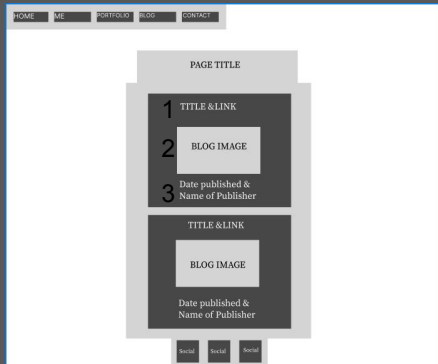 HOME ME PORTFOLIO BLOG CONTACT
PAGE TITLE
1 TITLE &LINK
2 BLOG IMAGE
3 Date published &
Name of Publisher
TITLE &LINK
BLOG IMAGE
Date published &
Name of Publisher
Social Social Social